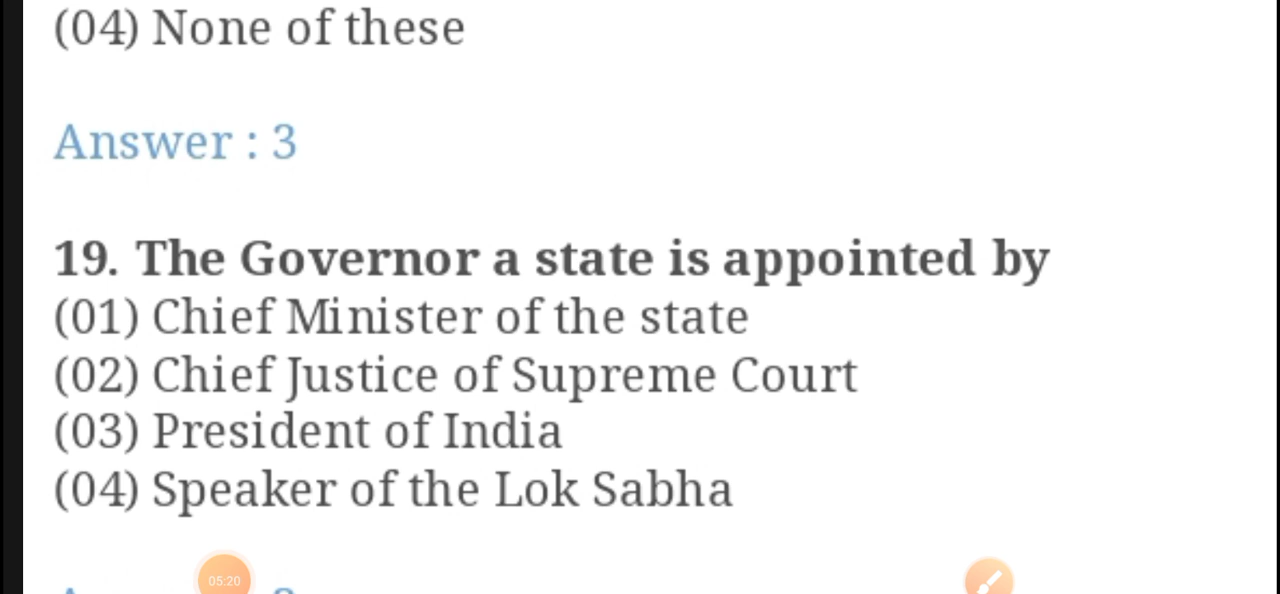 (04) None of these
Answer : 3
19. The Governor a state is appointed by
(01) Chief Minister of the state
(02) Chief Justice of Supreme Court
(03) President of India
(04) Speaker of the Lok Sabha
05:20